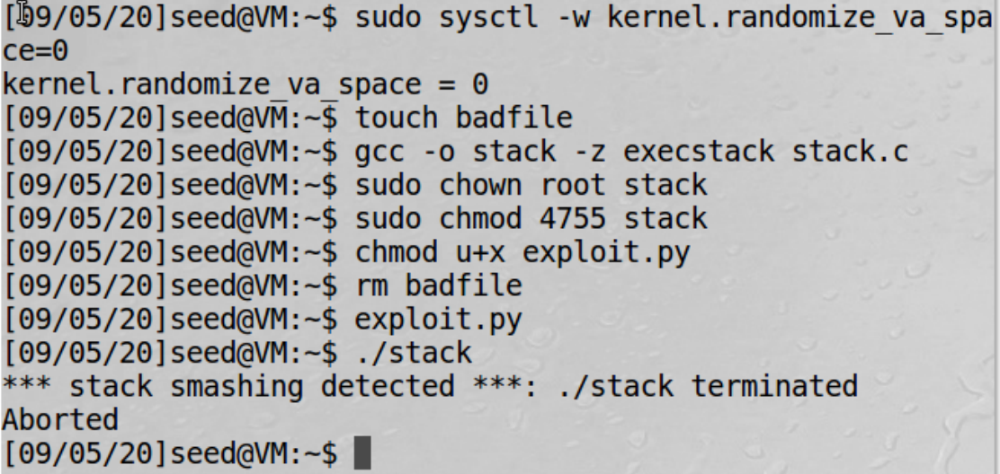 [09/05/20]seed@VM:~$ sudo sysctl -w kernel.randomize_va_spa
ce=0
kernel.randomize_va_space = 0
[09/05/20]seed@VM:~$ touch badfile
[09/05/20]seed@VM:~$ gcc -o stack -z execstack stack.c
[09/05/20]seed@VM:~$ sudo chown root stack
[09/05/20]seed@VM:~$ sudo chmod 4755 stack
[09/05/20]seed@VM:~$ chmod u+x exploit.py
[09/05/20]seed@VM:~$ rm badfile
[09/05/20]seed@VM:~$ exploit.py
[09/05/20]seed@VM:~$ ./stack
*** stack smashing detected ***: ./stack terminated
Aborted
[09/05/20]seed@VM:~$